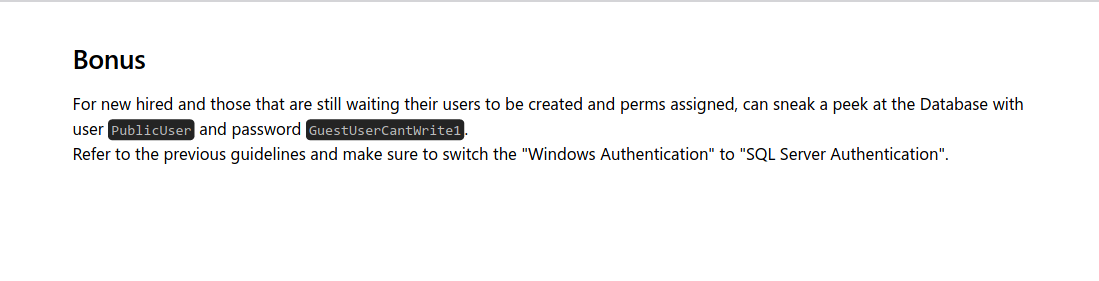 Bonus
For new hired and those that are still waiting their users to be created and perms assigned, can sneak a peek at the Database with
user PublicUser and password GuestUserCantWrite1.
Refer to the previous guidelines and make sure to switch the "Windows Authentication" to "SQL Server Authentication".